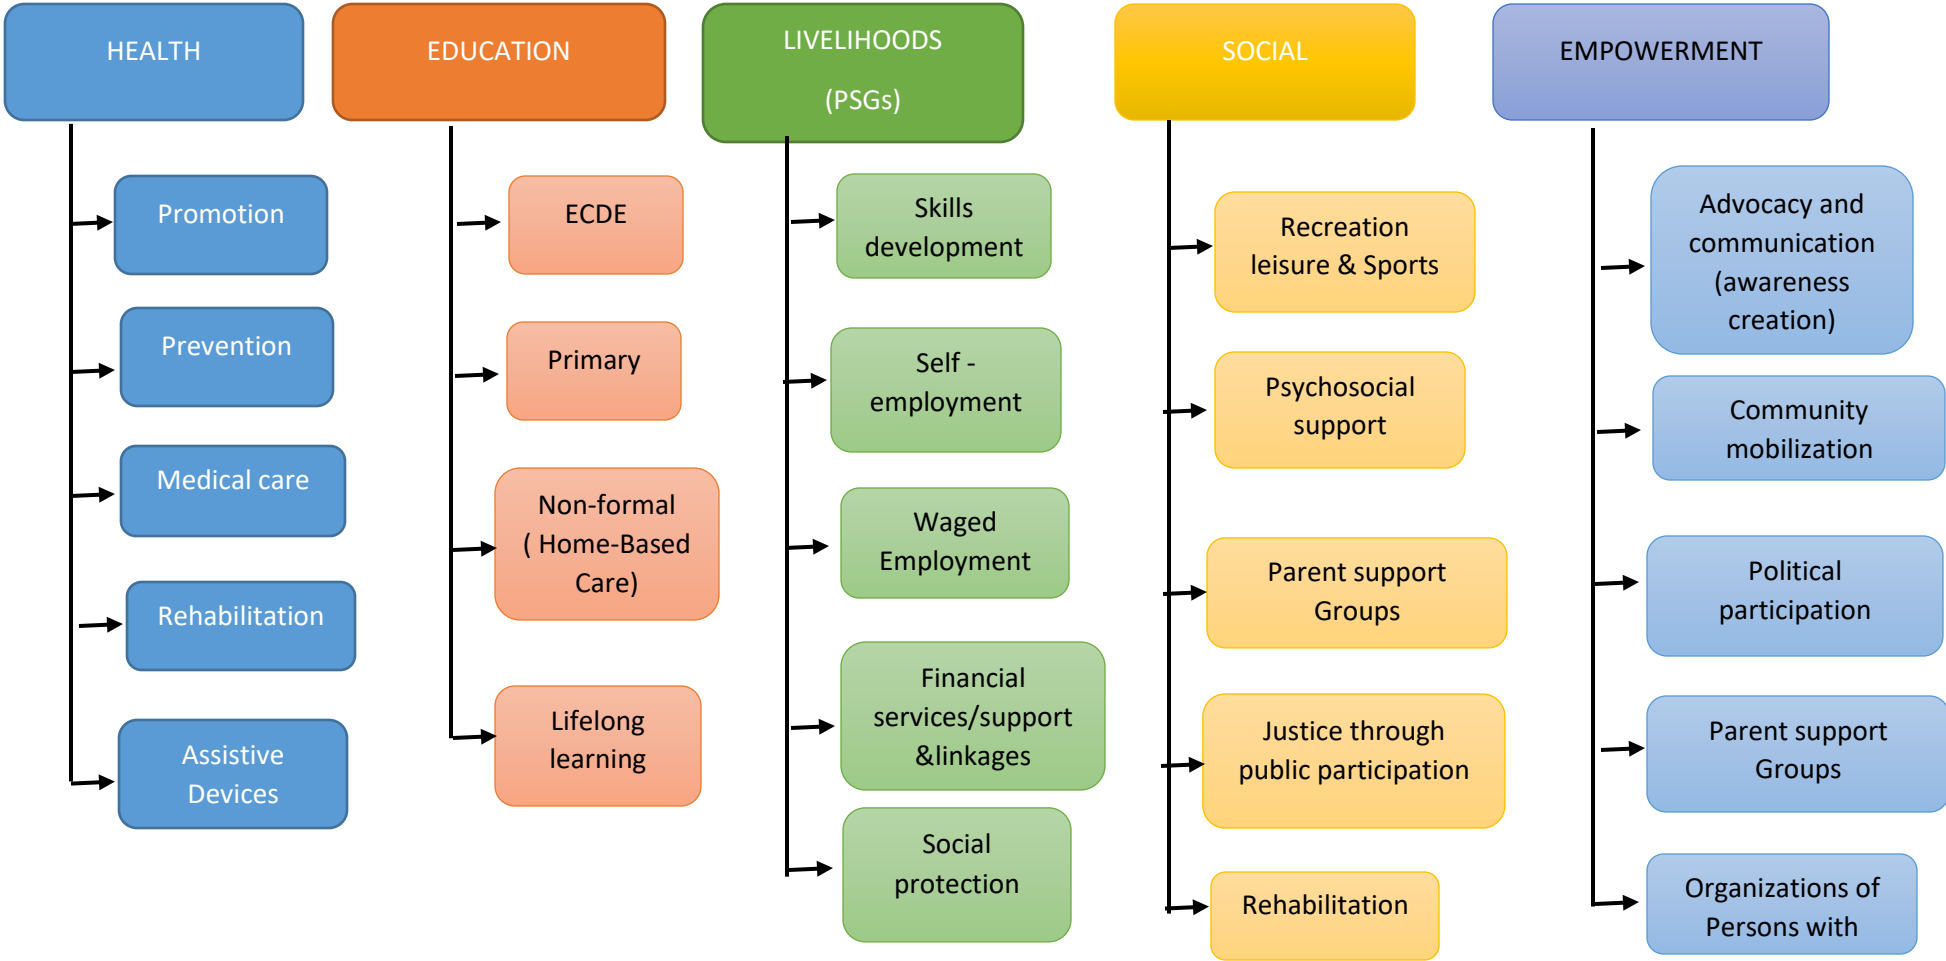 HEALTH
Promotion
Prevention
Medical care
Rehabilitation
Assistive
Devices
EDUCATION
ECDE
Primary
Non-formal
( Home-Based
Care)
Lifelong
learning
LIVELIHOODS
(PSGs)
Skills
development
Self -
employment
Waged
Employment
Financial
services/support
&linkages
Social
protection
SOCIAL
Recreation
leisure & Sports
Psychosocial
support
Parent support
Groups
Justice through
public participation
Rehabilitation
EMPOWERMENT
Advocacy and
communication
(awareness
creation)
Community
mobilization
Political
participation
Parent support
Groups
Organizations of
Persons with